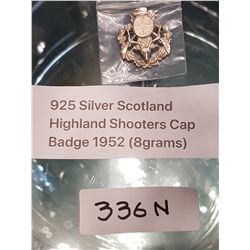 925 Silver Scotland
Highland Shooters Cap
Badge 1952 (8grams)
336N